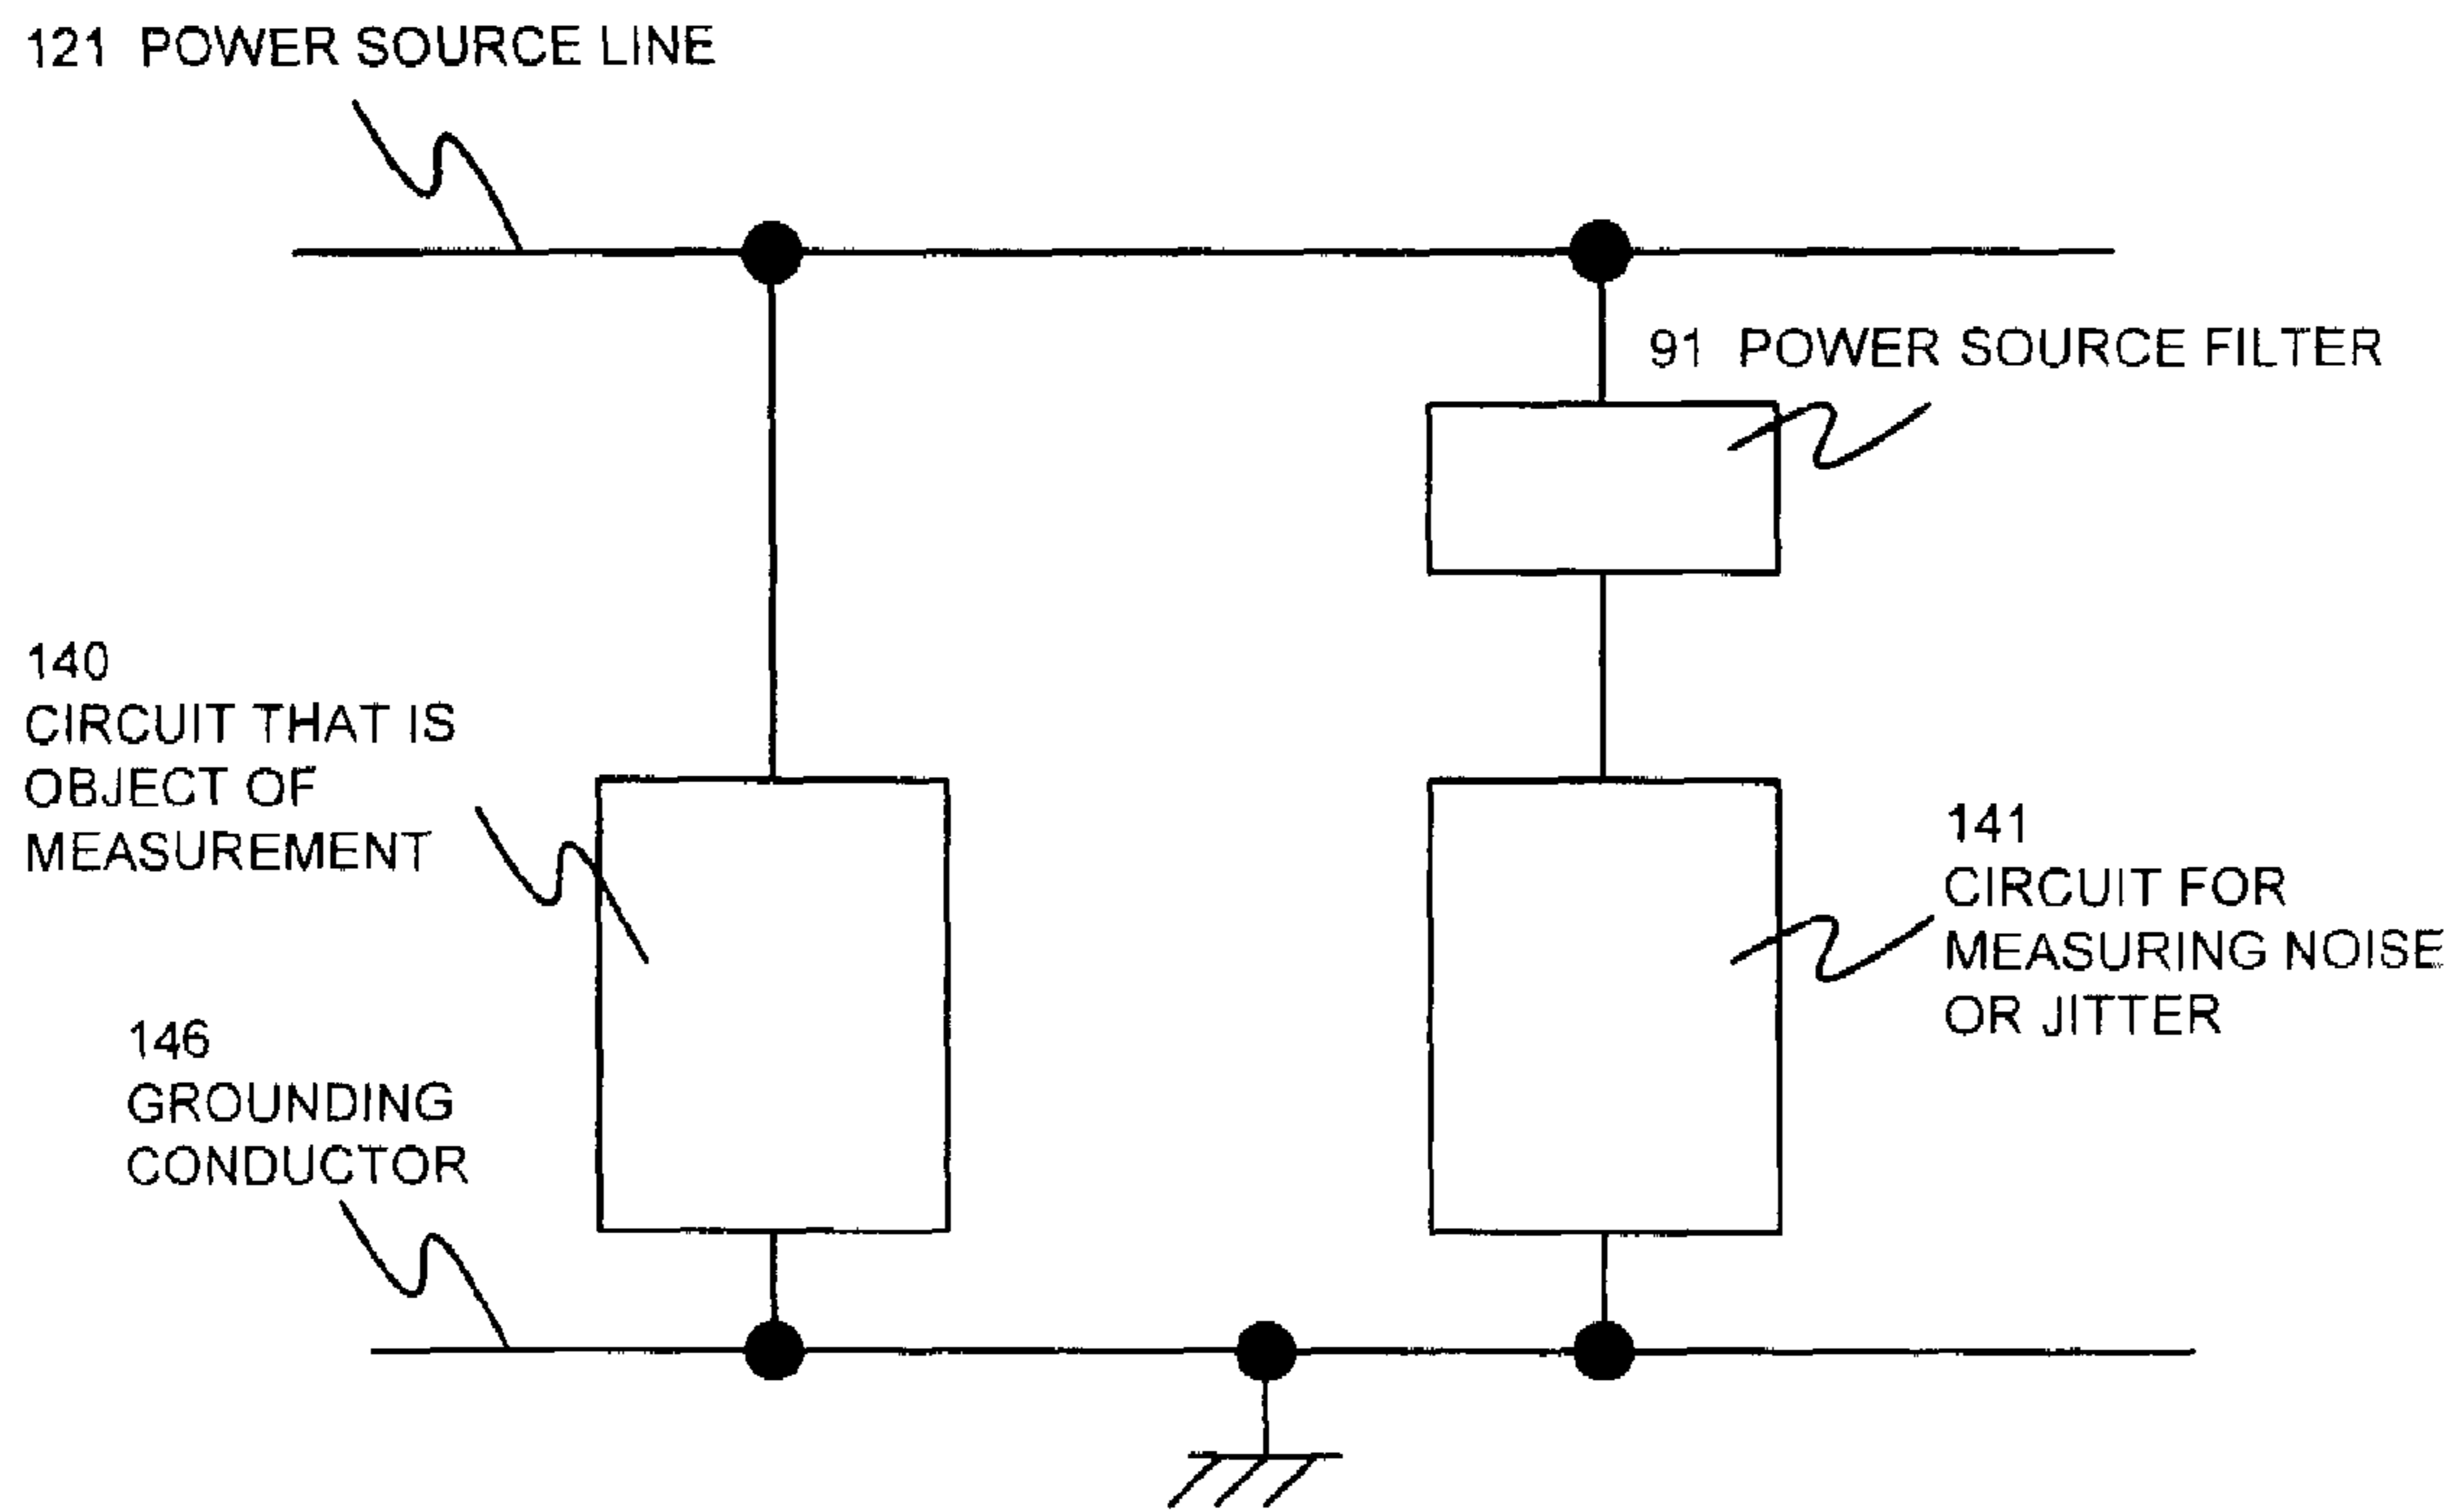 121 POWER SOURCE LINE
91 POWER SOURCE FILTER
140
CIRCUIT THAT IS
OBJECT OF
MEASUREMENT
141
CIRCUIT FOR
MEASURING NOISE
OR JITTER
146
GROUNDING
CONDUCTOR